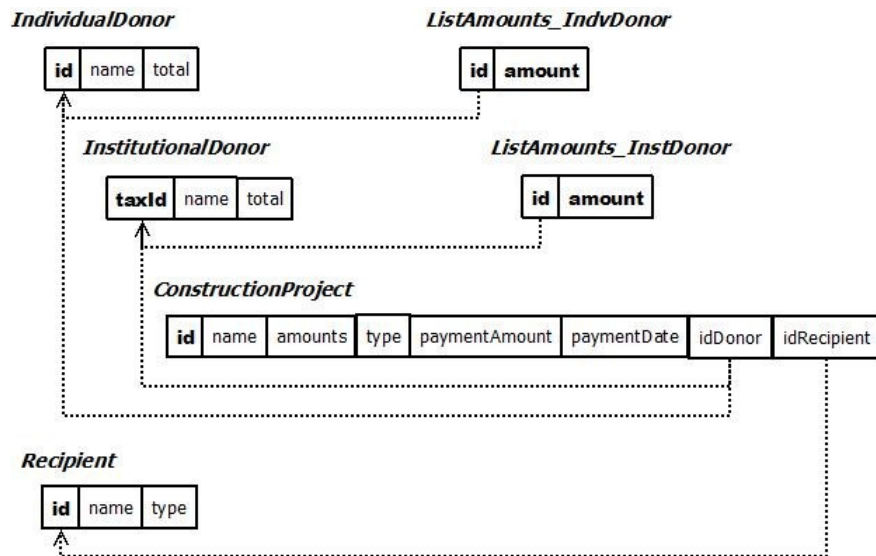 IndividualDonor ListAmounts_IndvDonor
id name total id amount
InstitutionalDonor ListAmounts_InstDonor
taxId name total id amount
ConstructionProject
id name amounts type paymentAmount paymentDate idDonor idRecipient
Recipient
id name type